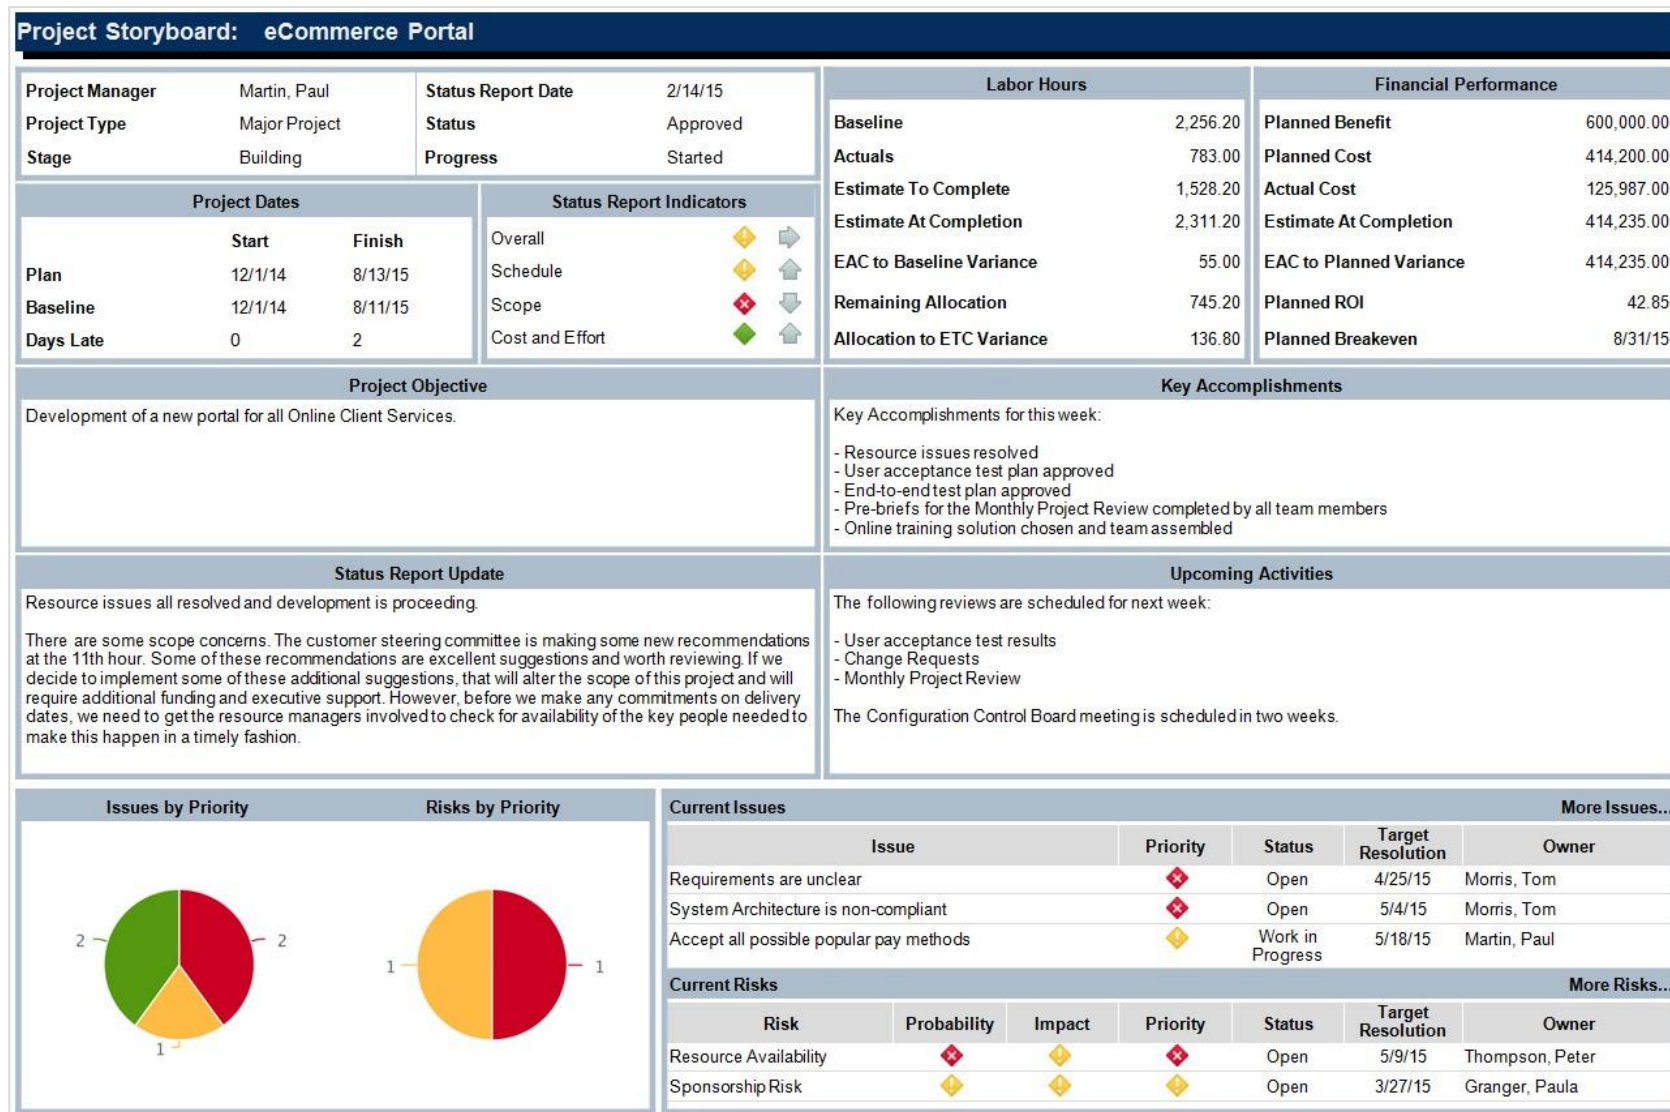 Project Storyboard: eCommerce Portal
Project Manager Martin, Paul Status Report Date 2/14/15
Project Type Major Project Status Approved
Stage Building Progress Started
Project Dates
Start Finish
Plan 12/1/14 8/13/15
Baseline 12/1/14 8/11/15
Days Late 0 2
Status Report Indicators
Overall
Schedule
Scope
Cost and Effort
Labor Hours
Baseline 2,256.20
Actuals 783.00
Estimate To Complete 1,528.20
Estimate At Completion 2,311.20
EAC to Baseline Variance 55.00
Remaining Allocation 745.20
Allocation to ETC Variance 136.80
Financial Performance
Planned Benefit 600,000.00
Planned Cost 414,200.00
Actual Cost 125,987.00
Estimate At Completion 414,235.00
EAC to Planned Variance 414,235.00
Planned ROI 42.85
Planned Breakeven 8/31/15
Project Objective
Development of a new portal for all Online Client Services.
Key Accomplishments
Key Accomplishments for this week:
- Resource issues resolved
- User acceptance test plan approved
- End-to-end test plan approved
- Pre-briefs for the Monthly Project Review completed by all team members
- Online training solution chosen and team assembled
Status Report Update
Resource issues all resolved and development is proceeding.
There are some scope concerns. The customer steering committee is making some new recommendations
at the 11th hour. Some of these recommendations are excellent suggestions and worth reviewing. If we
decide to implement some of these additional suggestions, that will alter the scope of this project and will
require additional funding and executive support. However, before we make any commitments on delivery
dates, we need to get the resource managers involved to check for availability of the key people needed to
make this happen in a timely fashion.
Upcoming Activities
The following reviews are scheduled for next week:
- User acceptance test results
- Change Requests
- Monthly Project Review
The Configuration Control Board meeting is scheduled in two weeks.
Issues by Priority
2
2
1
Risks by Priority
1
1
Current Issues More Issues...
Issue Priority Status Target Resolution Owner
Requirements are unclear Open 4/25/15 Morris, Tom
System Architecture is non-compliant Open 5/4/15 Morris, Tom
Accept all possible popular pay methods Work in Progress 5/18/15 Martin, Paul
Current Risks More Risks...
Risk Probability Impact Priority Status Target Resolution Owner
Resource Availability Open 5/9/15 Thompson, Peter
Sponsorship Risk Open 3/27/15 Granger, Paula